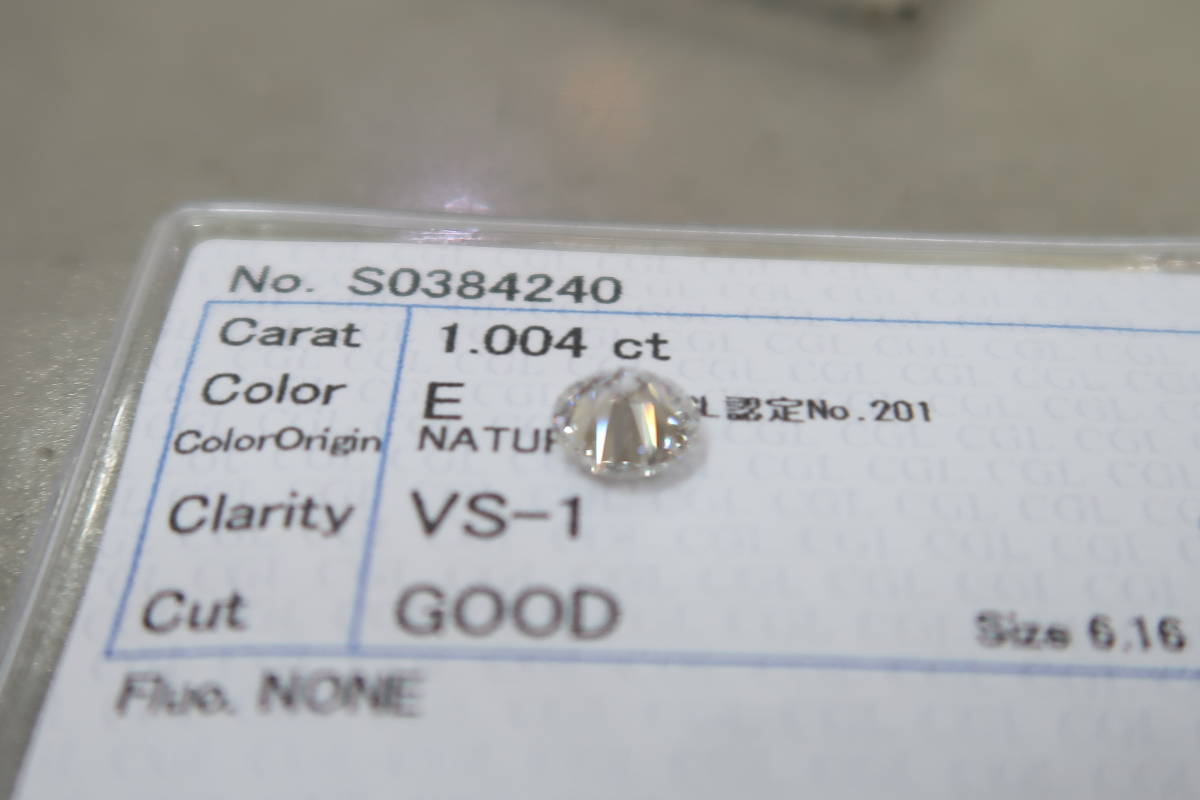 No. S0384240
Carat 1.004 ct
Color E L認定No.201
ColorOrigin NATUR
Clarity VS-1
Cut GOOD Size 6.16
Fluo. NONE